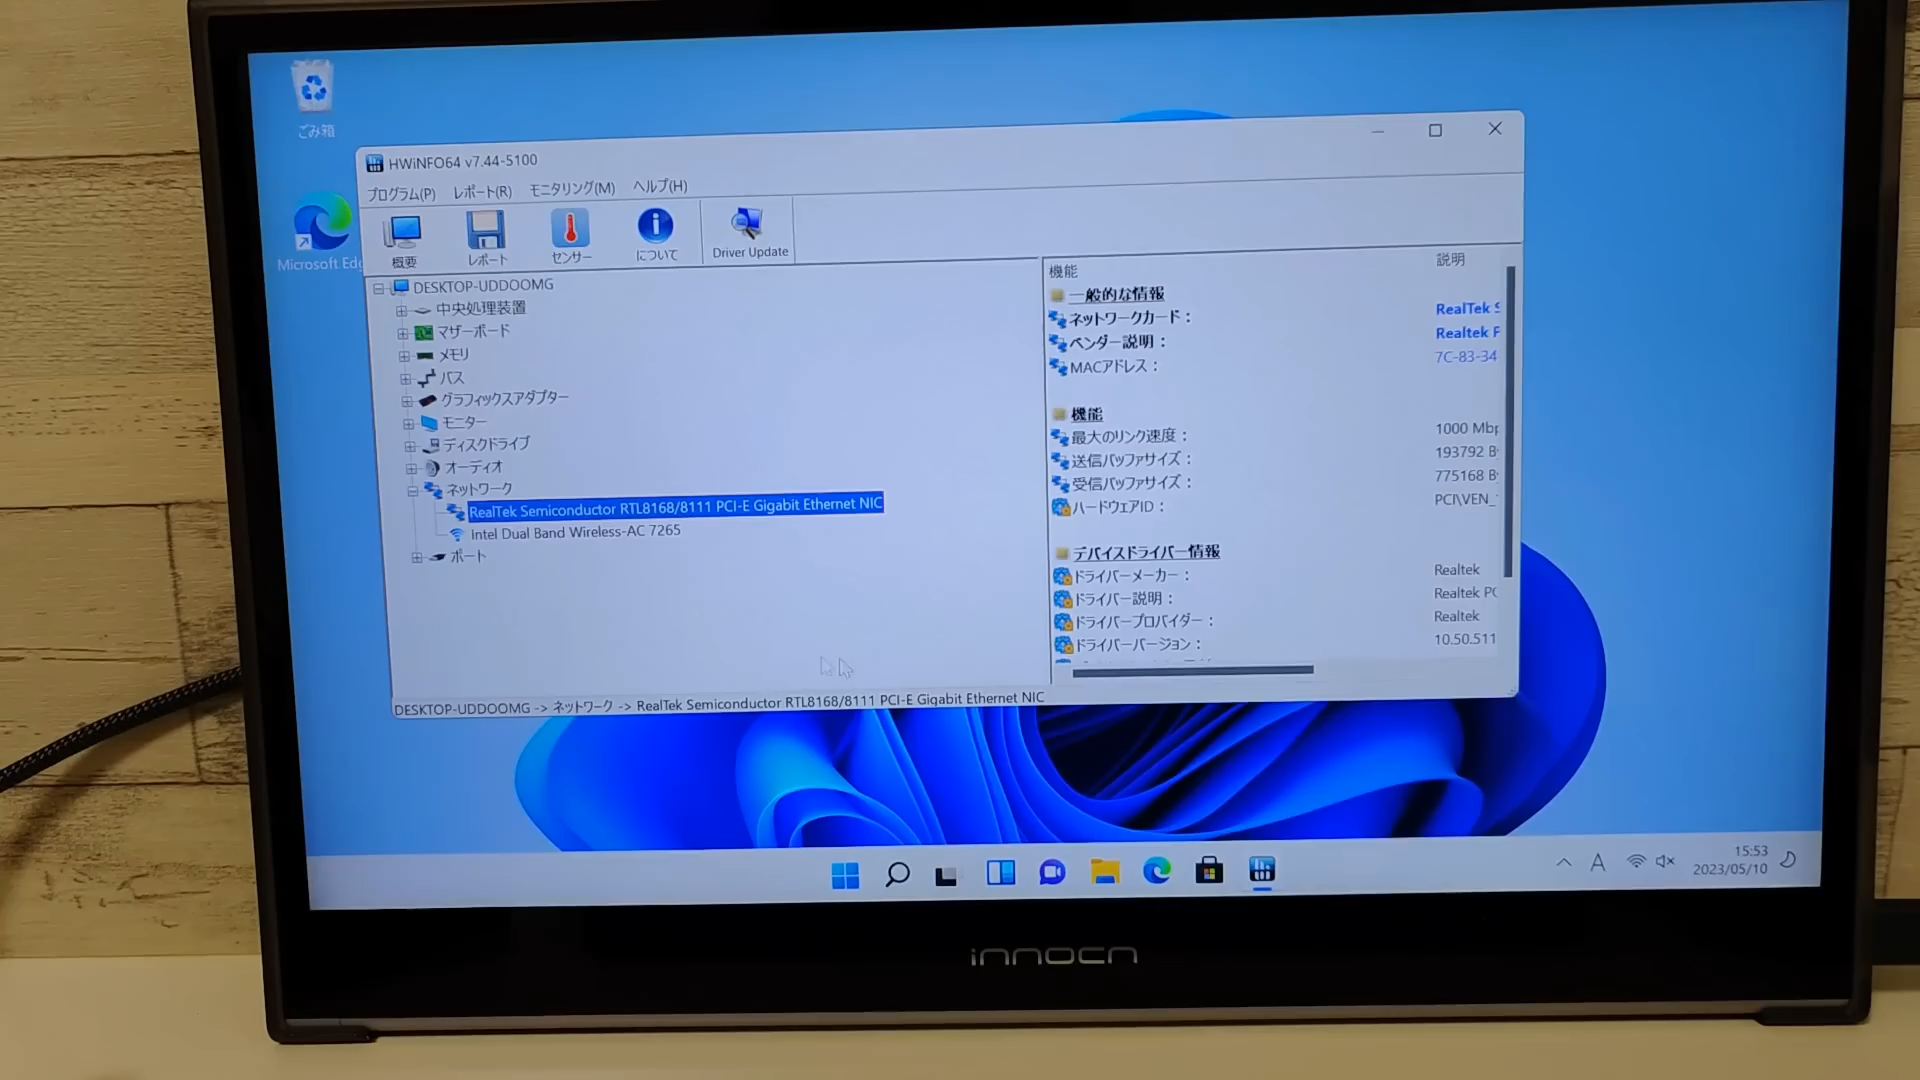 ごみ箱
Microsoft Ed
HWiNFO64 v7.44-5100
プログラム(P) レポート(R) モニタリング(M) ヘルプ(H)
概要 レポート センサー について Driver Update
DESKTOP-UDDOOMG
中央処理装置
マザーボード
メモリ
バス
グラフィックスアダプター
モニター
ディスクドライブ
オーディオ
ネットワーク
RealTek Semiconductor RTL8168/8111 PCI-E Gigabit Ethernet NIC
Intel Dual Band Wireless-AC 7265
ポート
機能 説明
一般的な情報
ネットワークカード: RealTek S
ベンダー説明: Realtek
MACアドレス: 7C-83-34
機能
最大のリンク速度: 1000 Mbp
送信バッファサイズ: 193792 B
受信バッファサイズ: 775168 B
ハードウェアID: PCI\VEN_
デバイスドライバー情報
ドライバーメーカー: Realtek
ドライバー説明: Realtek PC
ドライバープロバイダー: Realtek
ドライバーバージョン: 10.50.511
DESKTOP-UDDOOMG -> ネットワーク -> RealTek Semiconductor RTL8168/8111 PCI-E Gigabit Ethernet NIC
A
15:53
2023/05/10
innocn